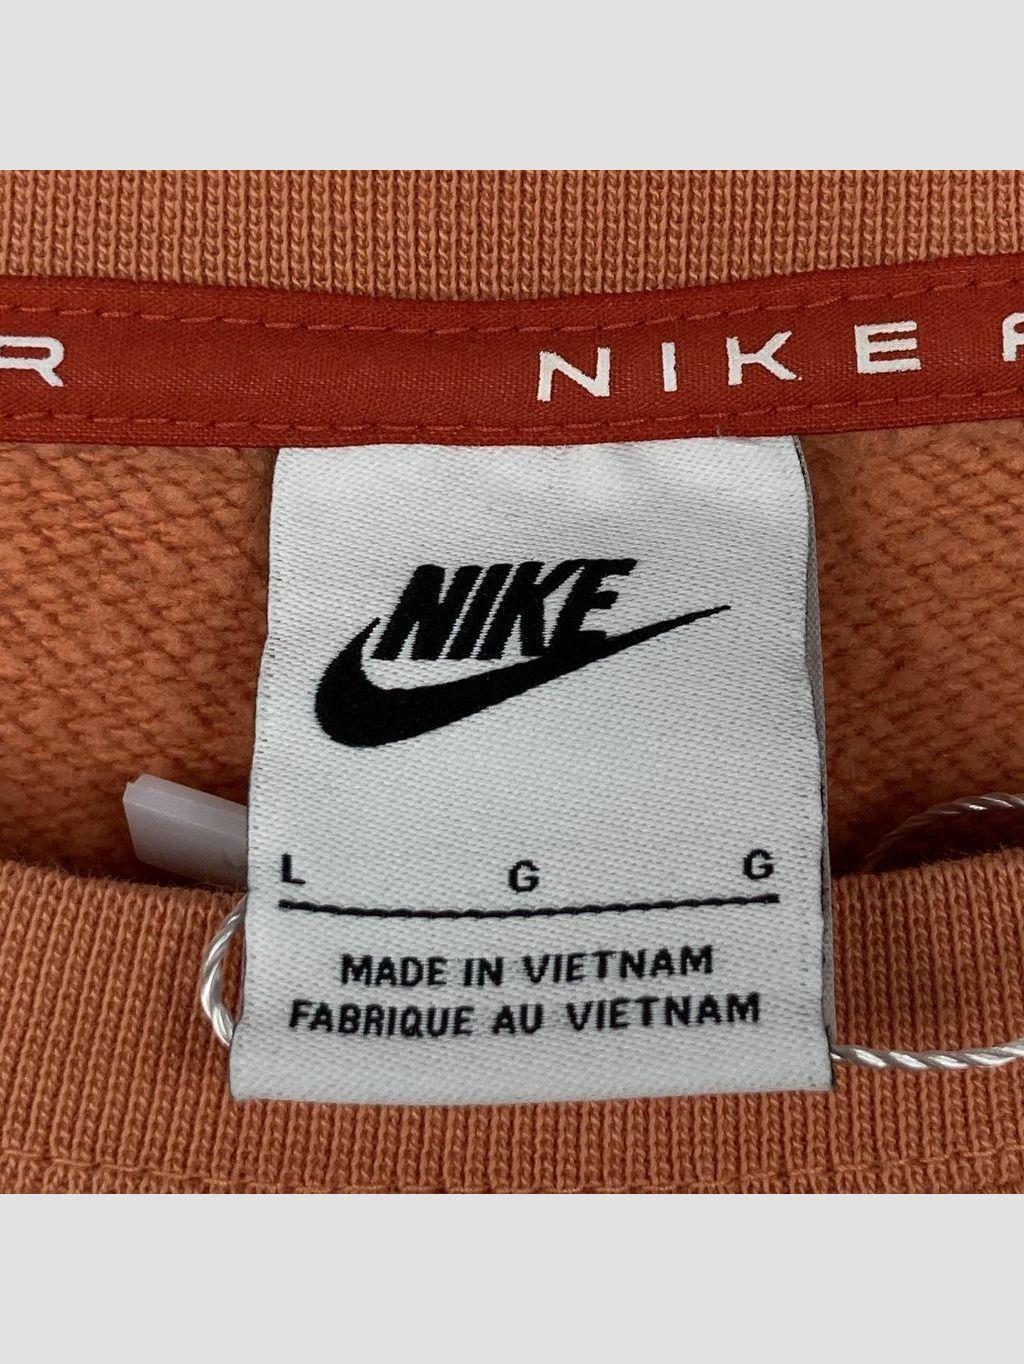 R NIKE A
NIKE
L G G
MADE IN VIETNAM
FABRIQUE AU VIETNAM